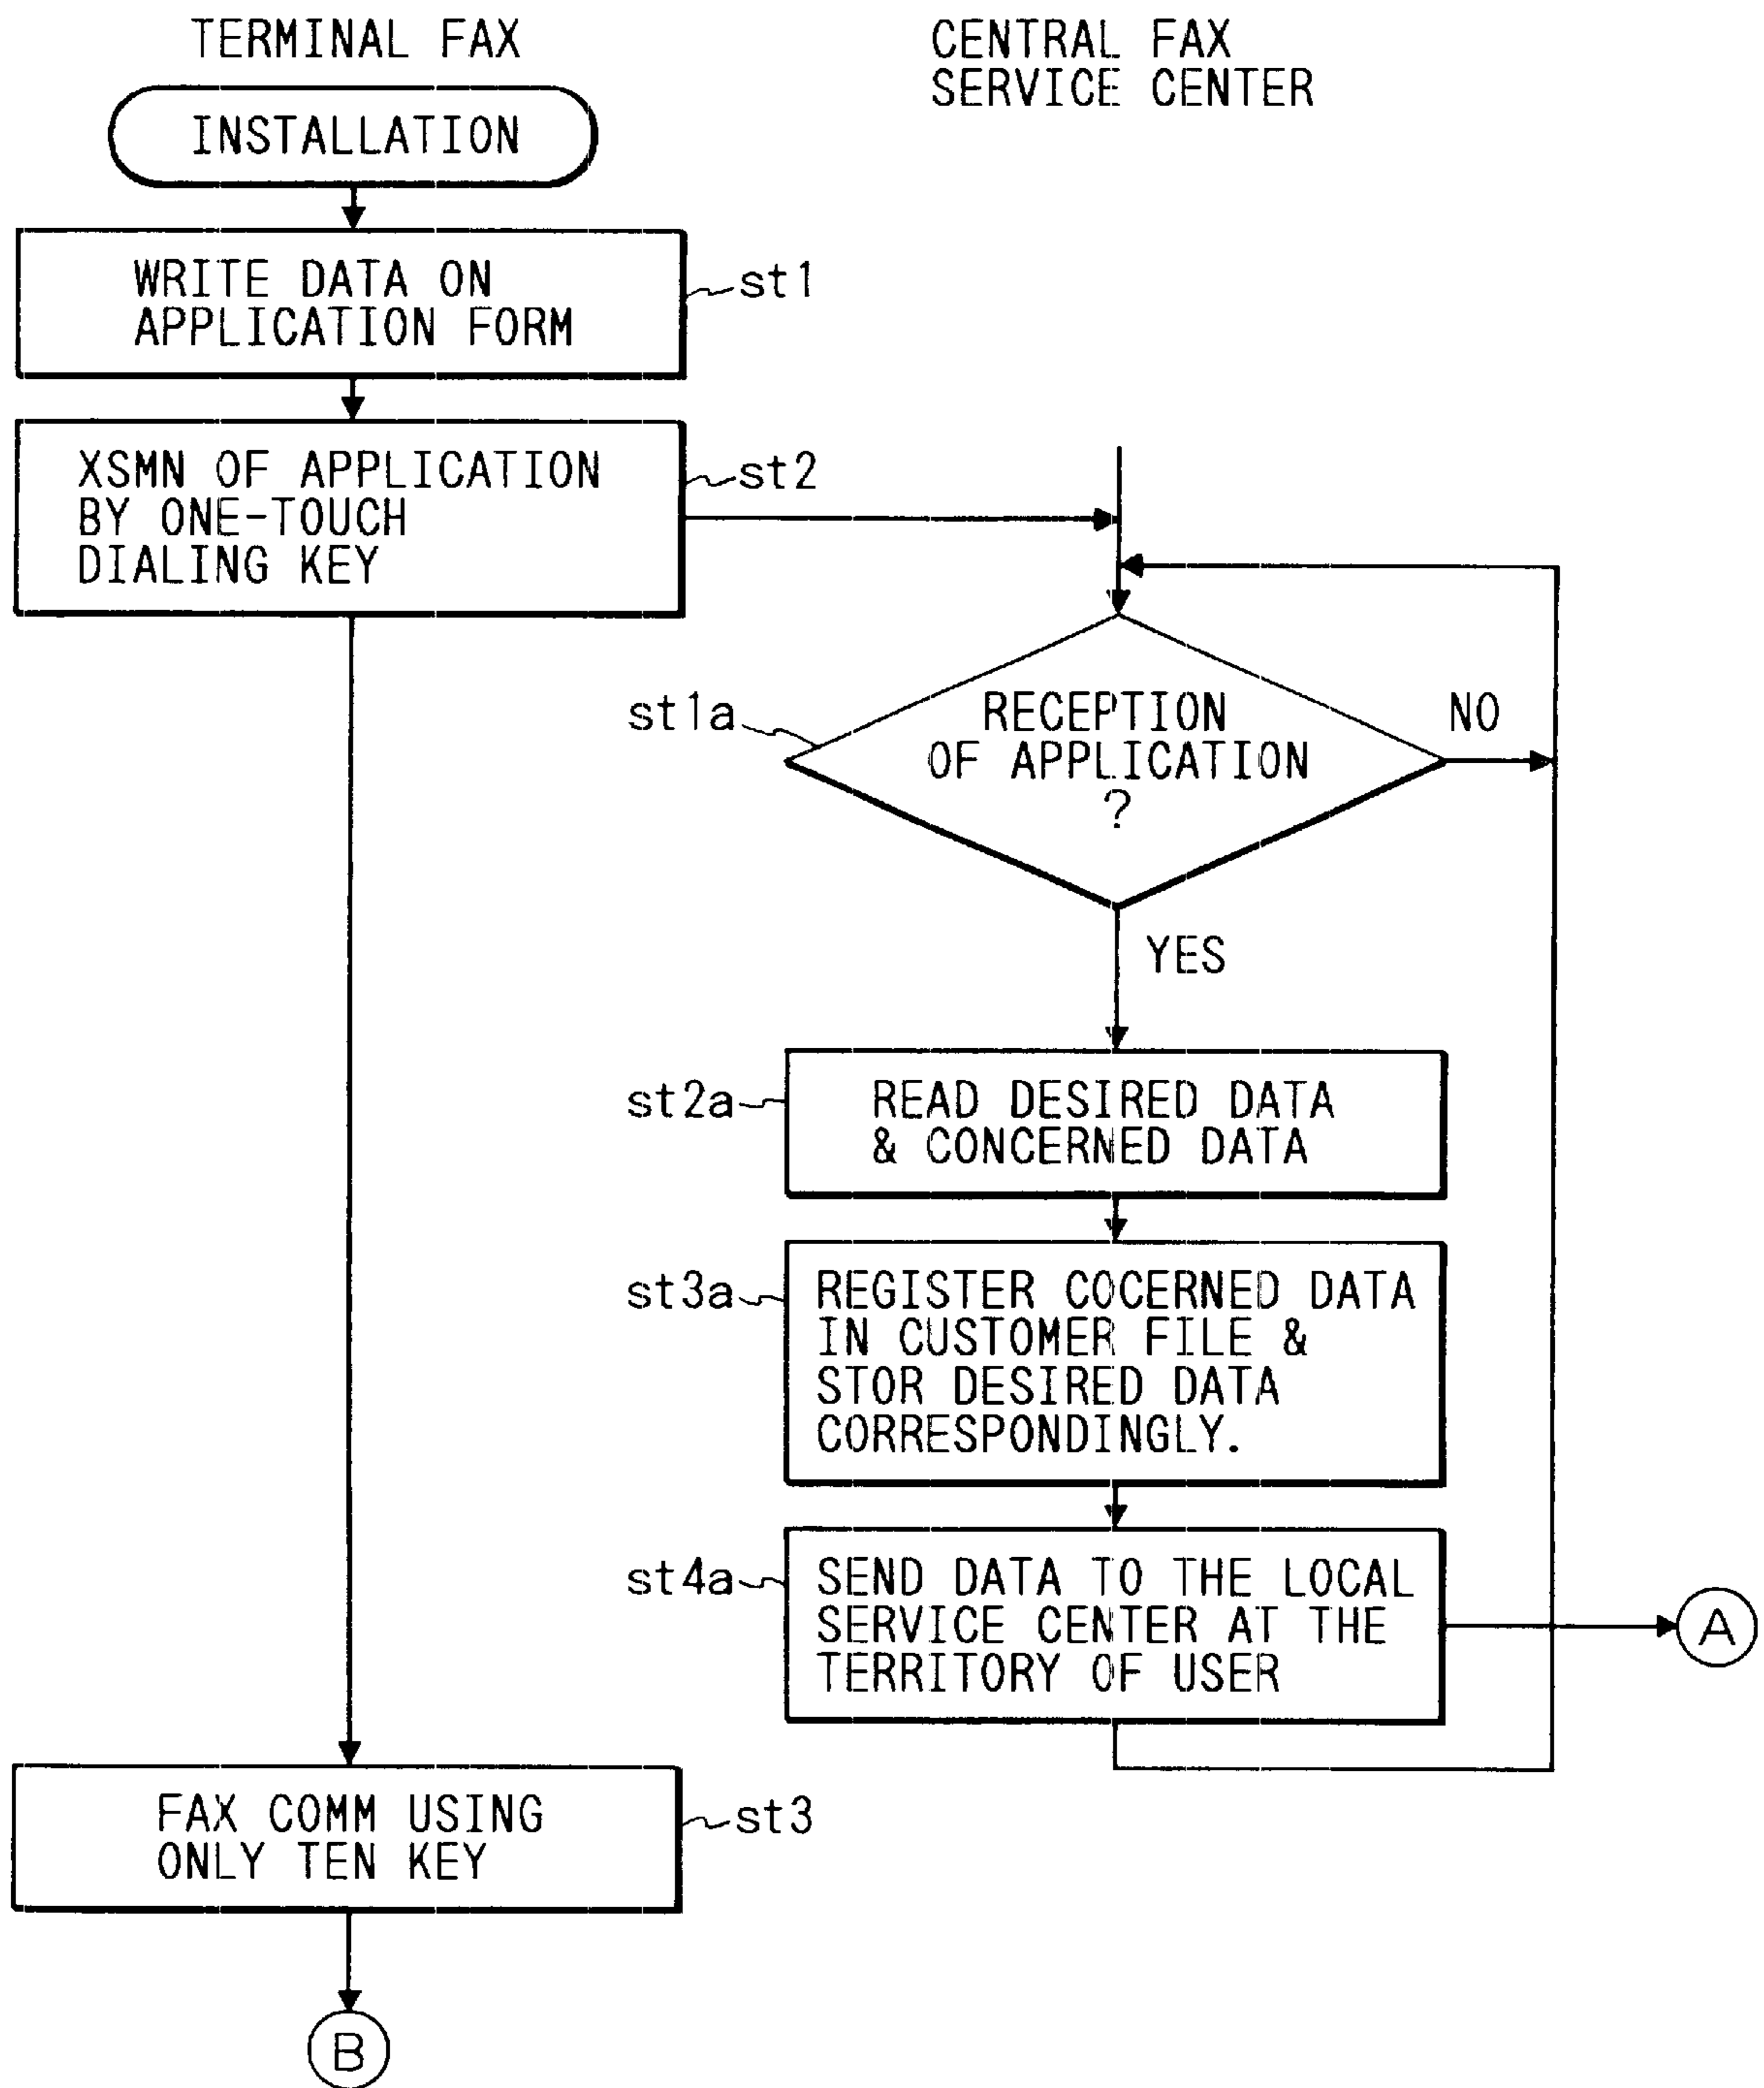 TERMINAL FAX
CENTRAL FAX
SERVICE CENTER
INSTALLATION
WRITE DATA ON
APPLICATION FORM
st1
XSMN OF APPLICATION
BY ONE-TOUCH
DIALING KEY
st2
st1a
RECEPTION
OF APPLICATION
?
NO
YES
st2a
READ DESIRED DATA
& CONCERNED DATA
st3a
REGISTER COCERNED DATA
IN CUSTOMER FILE &
STOR DESIRED DATA
CORRESPONDINGLY.
st4a
SEND DATA TO THE LOCAL
SERVICE CENTER AT THE
TERRITORY OF USER
A
FAX COMM USING
ONLY TEN KEY
st3
B